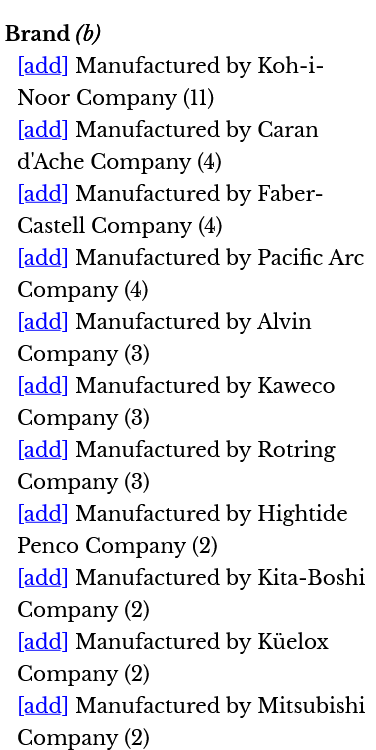 Brand (b)
[add] Manufactured by Koh-i-
Noor Company (11)
[add] Manufactured by Caran
d'Ache Company (4)
[add] Manufactured by Faber-
Castell Company (4)
[add] Manufactured by Pacific Arc
Company (4)
[add] Manufactured by Alvin
Company (3)
[add] Manufactured by Kaweco
Company (3)
[add] Manufactured by Rotring
Company (3)
[add] Manufactured by Hightide
Penco Company (2)
[add] Manufactured by Kita-Boshi
Company (2)
[add] Manufactured by Küelox
Company (2)
[add] Manufactured by Mitsubishi
Company (2)